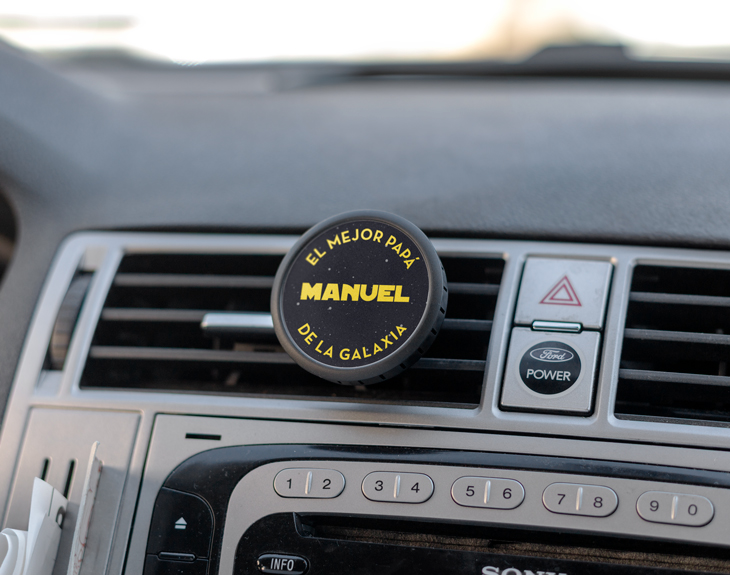 EL MEJOR PAPÁ
MANUEL
DE LA GALAXIA
Ford
POWER
1 2
3 4
5 6
7 8
9 0
INFO
SONY